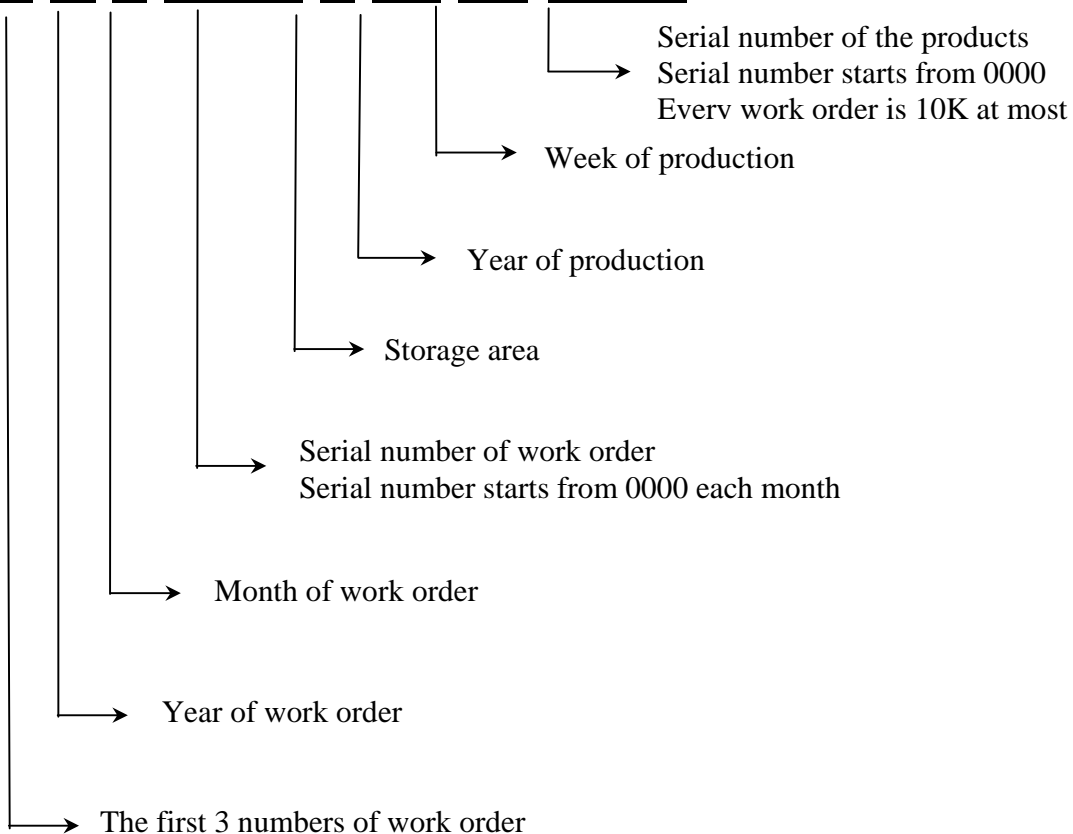 Serial number of the products
Serial number starts from 0000
Every work order is 10K at most
Week of production
Year of production
Storage area
Serial number of work order
Serial number starts from 0000 each month
Month of work order
Year of work order
The first 3 numbers of work order